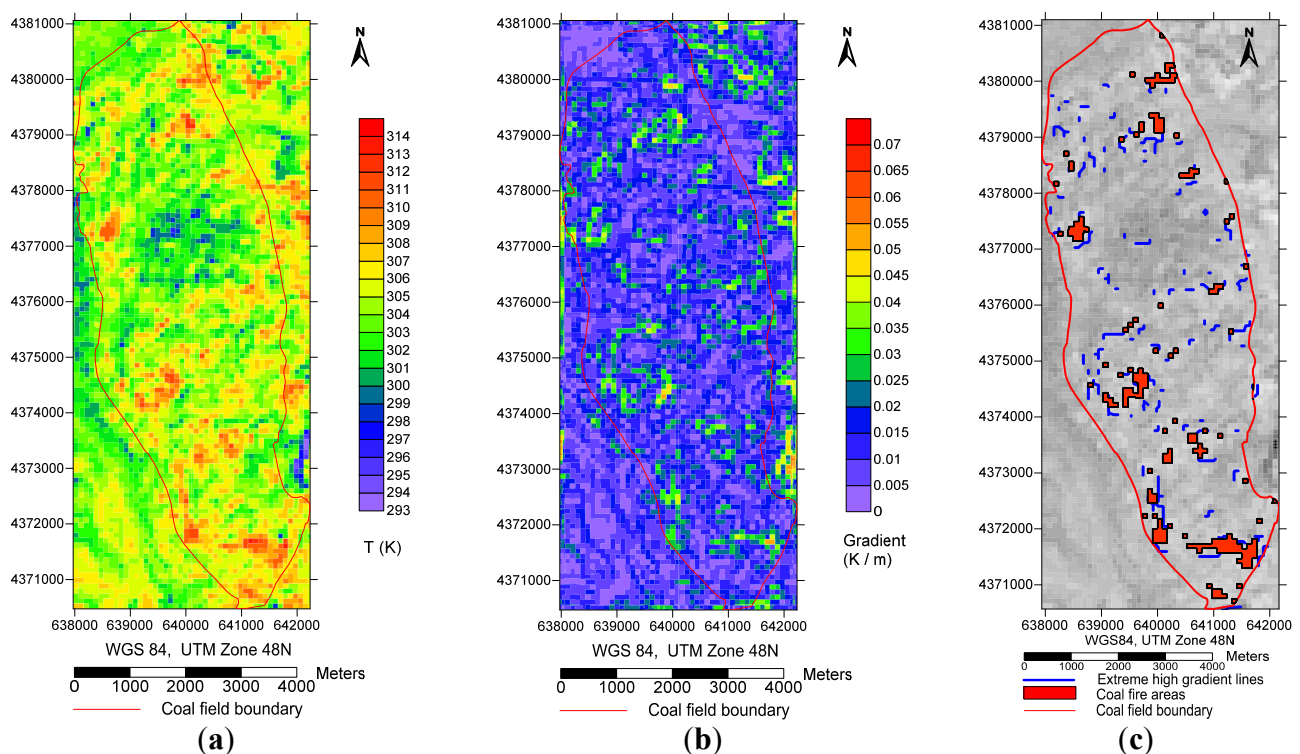 4381000
4380000
4379000
4378000
4377000
4376000
4375000
4374000
4373000
4372000
4371000
638000 639000 640000 641000 642000
WGS 84, UTM Zone 48N
Meters
0 1000 2000 3000 4000
Coal field boundary
(a)
N
314
313
312
311
310
309
308
307
306
305
304
303
302
301
300
299
298
297
296
295
294
293
T (K)
4381000
4380000
4379000
4378000
4377000
4376000
4375000
4374000
4373000
4372000
4371000
638000 639000 640000 641000 642000
WGS 84, UTM Zone 48N
Meters
0 1000 2000 3000 4000
Coal field boundary
(b)
N
0.07
0.065
0.06
0.055
0.05
0.045
0.04
0.035
0.03
0.025
0.02
0.015
0.01
0.005
0
Gradient
(K / m)
4381000
4380000
4379000
4378000
4377000
4376000
4375000
4374000
4373000
4372000
4371000
N
638000 639000 640000 641000 642000
WGS84, UTM Zone 48N
Meters
0 1000 2000 3000 4000
Extreme high gradient lines
Coal fire areas
Coal field boundary
(c)